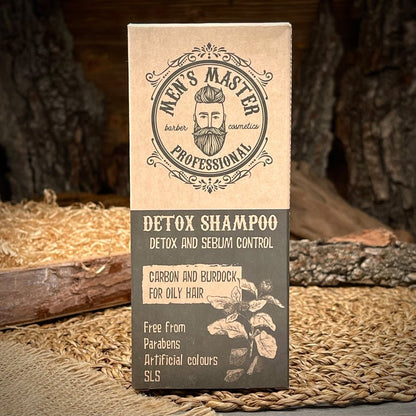 MEN'S MASTER
barber cosmetics
PROFESSIONAL
DETOX SHAMPOO
DETOX AND SEBUM CONTROL
CARBON AND BURDOCK
FOR OILY HAIR
Free from
Parabens
Artificial colours
SLS